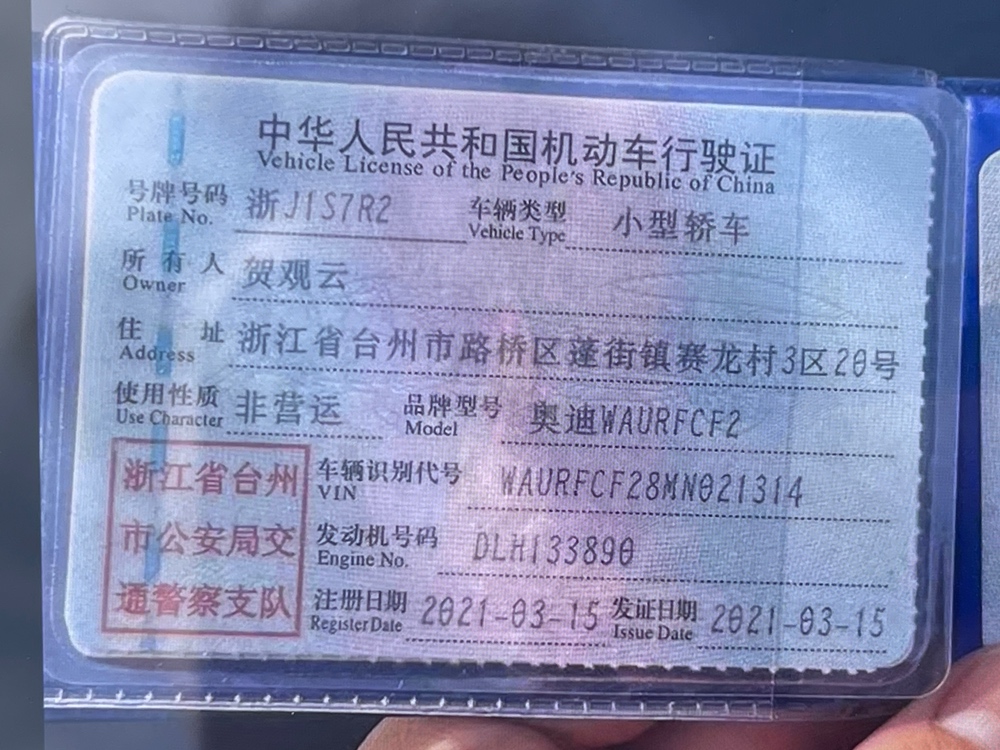 中华人民共和国机动车行驶证
Vehicle License of the People's Republic of China
号牌号码 浙J1S7R2 车辆类型 小型轿车
Plate No. Vehicle Type
所有人 贺观云
Owner
住址 浙江省台州市路桥区蓬街镇赛龙村3区20号
Address
使用性质 非营运 品牌型号 奥迪WAURFCF2
Use Character Model
浙江省台州
市公安局交
通警察支队
车辆识别代号 WAURFCF28MN021314
VIN
发动机号码 DLH133890
Engine No.
注册日期 2021-03-15 发证日期 2021-03-15
Register Date Issue Date